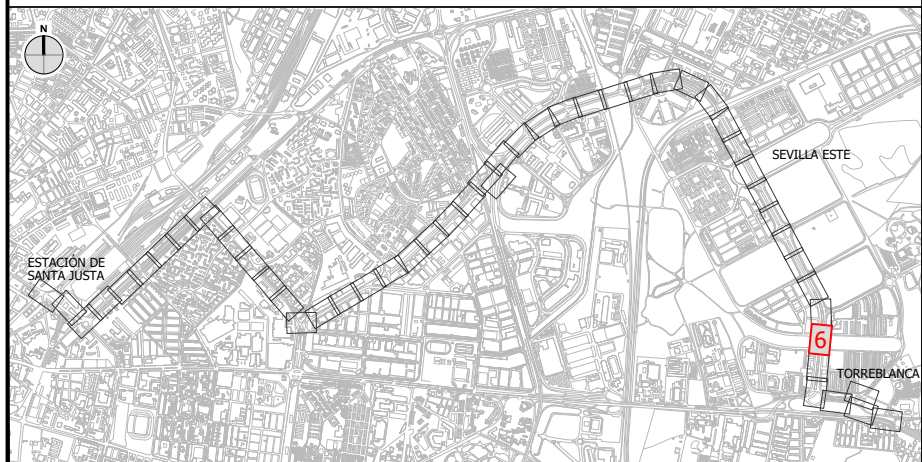 N
SEVILLA ESTE
ESTACIÓN DE
SANTA JUSTA
6
TORREBLANCA